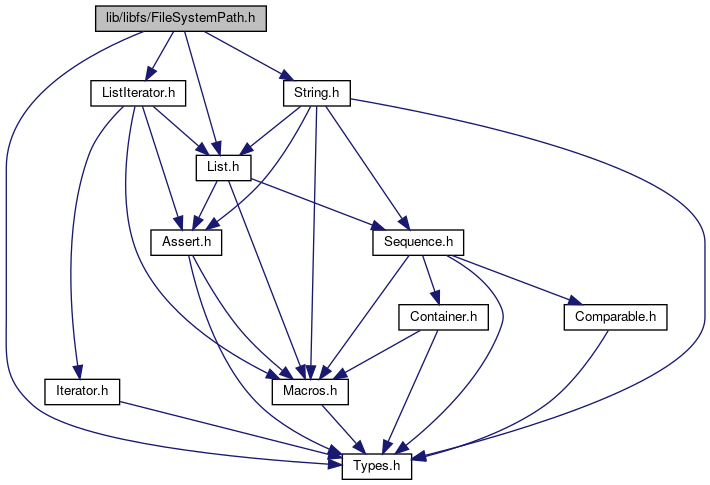 lib/libfs/FileSystemPath.h
ListIterator.h
String.h
List.h
Assert.h
Sequence.h
Container.h
Comparable.h
Iterator.h
Macros.h
Types.h